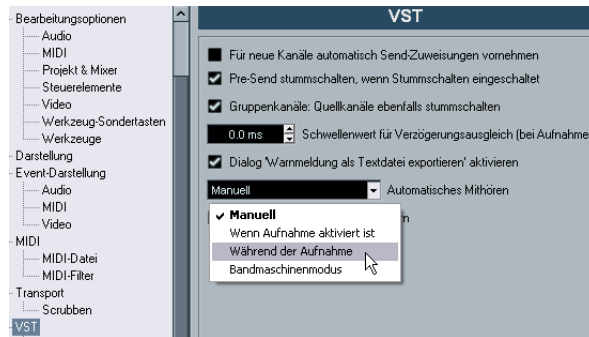 Bearbeitungsoptionen
Audio
MIDI
Projekt & Mixer
Steuerelemente
Video
Werkzeug-Sondertasten
Werkzeuge
Darstellung
Event-Darstellung
Audio
MIDI
Video
MIDI
MIDI-Datei
MIDI-Filter
Transport
Scrubben
VST
VST
Für neue Kanäle automatisch Send-Zuweisungen vornehmen
Pre-Send stummschalten, wenn Stummschalten eingeschaltet
Gruppenkanäle: Quellkanäle ebenfalls stummschalten
0.0 ms Schwellenwert für Verzögerungsausgleich (bei Aufnahme
Dialog 'Warnmeldung als Textdatei exportieren' aktivieren
Manuell Automatisches Mithören
Manuell
Wenn Aufnahme aktiviert ist
Während der Aufnahme
Bandmaschinenmodus